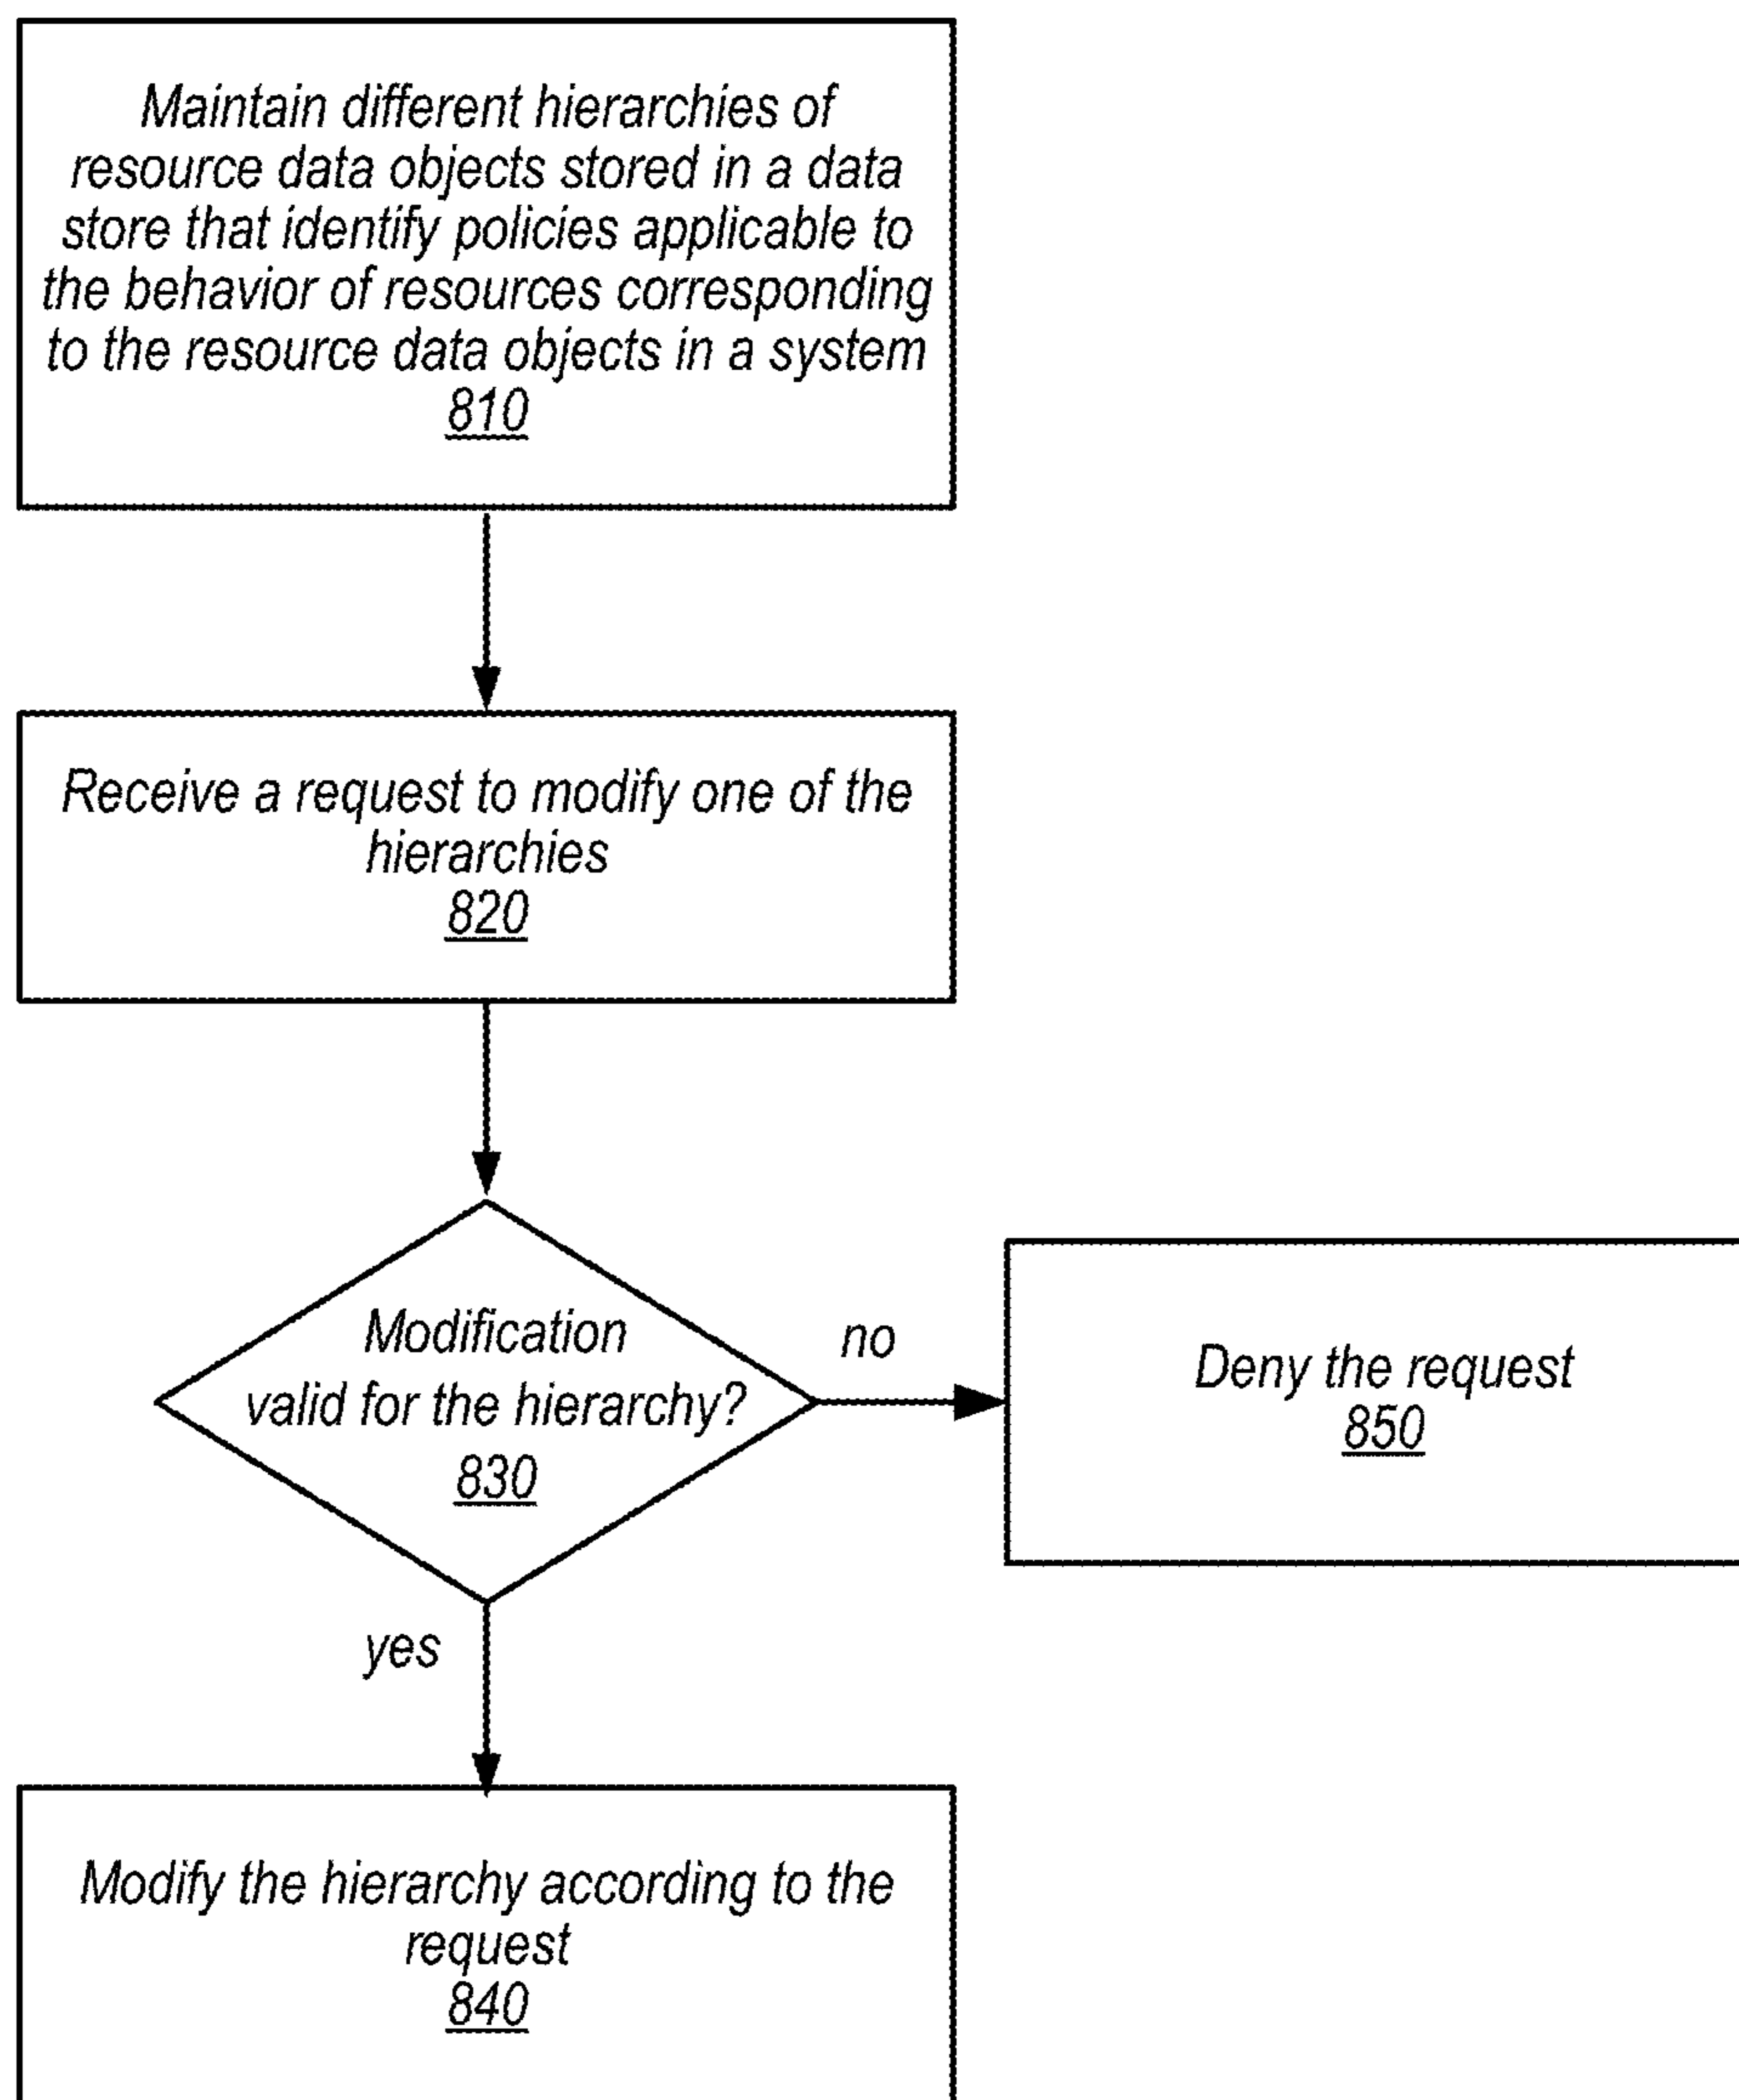 Maintain different hierarchies of
resource data objects stored in a data
store that identify policies applicable to
the behavior of resources corresponding
to the resource data objects in a system
810
Receive a request to modify one of the
hierarchies
820
Modification
valid for the hierarchy?
830
no
Deny the request
850
yes
Modify the hierarchy according to the
request
840